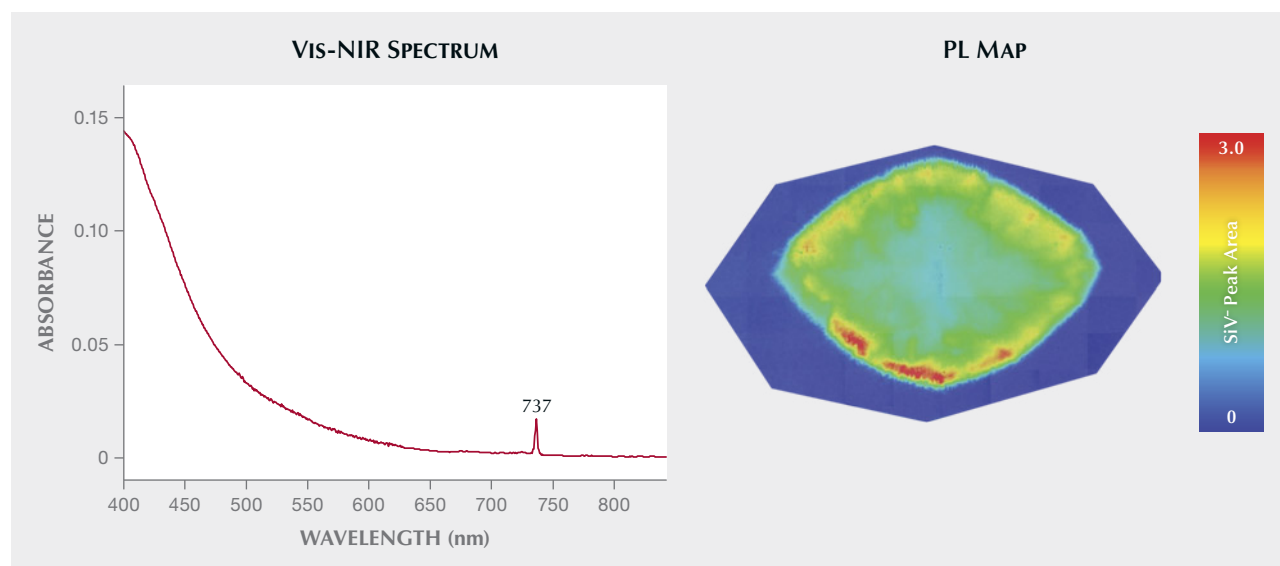 Vis-NIR Spectrum
PL Map
0.15
0.10
0.05
0
ABSORBANCE
737
400 450 500 550 600 650 700 750 800
WAVELENGTH (nm)
3.0
SiV- Peak Area
0